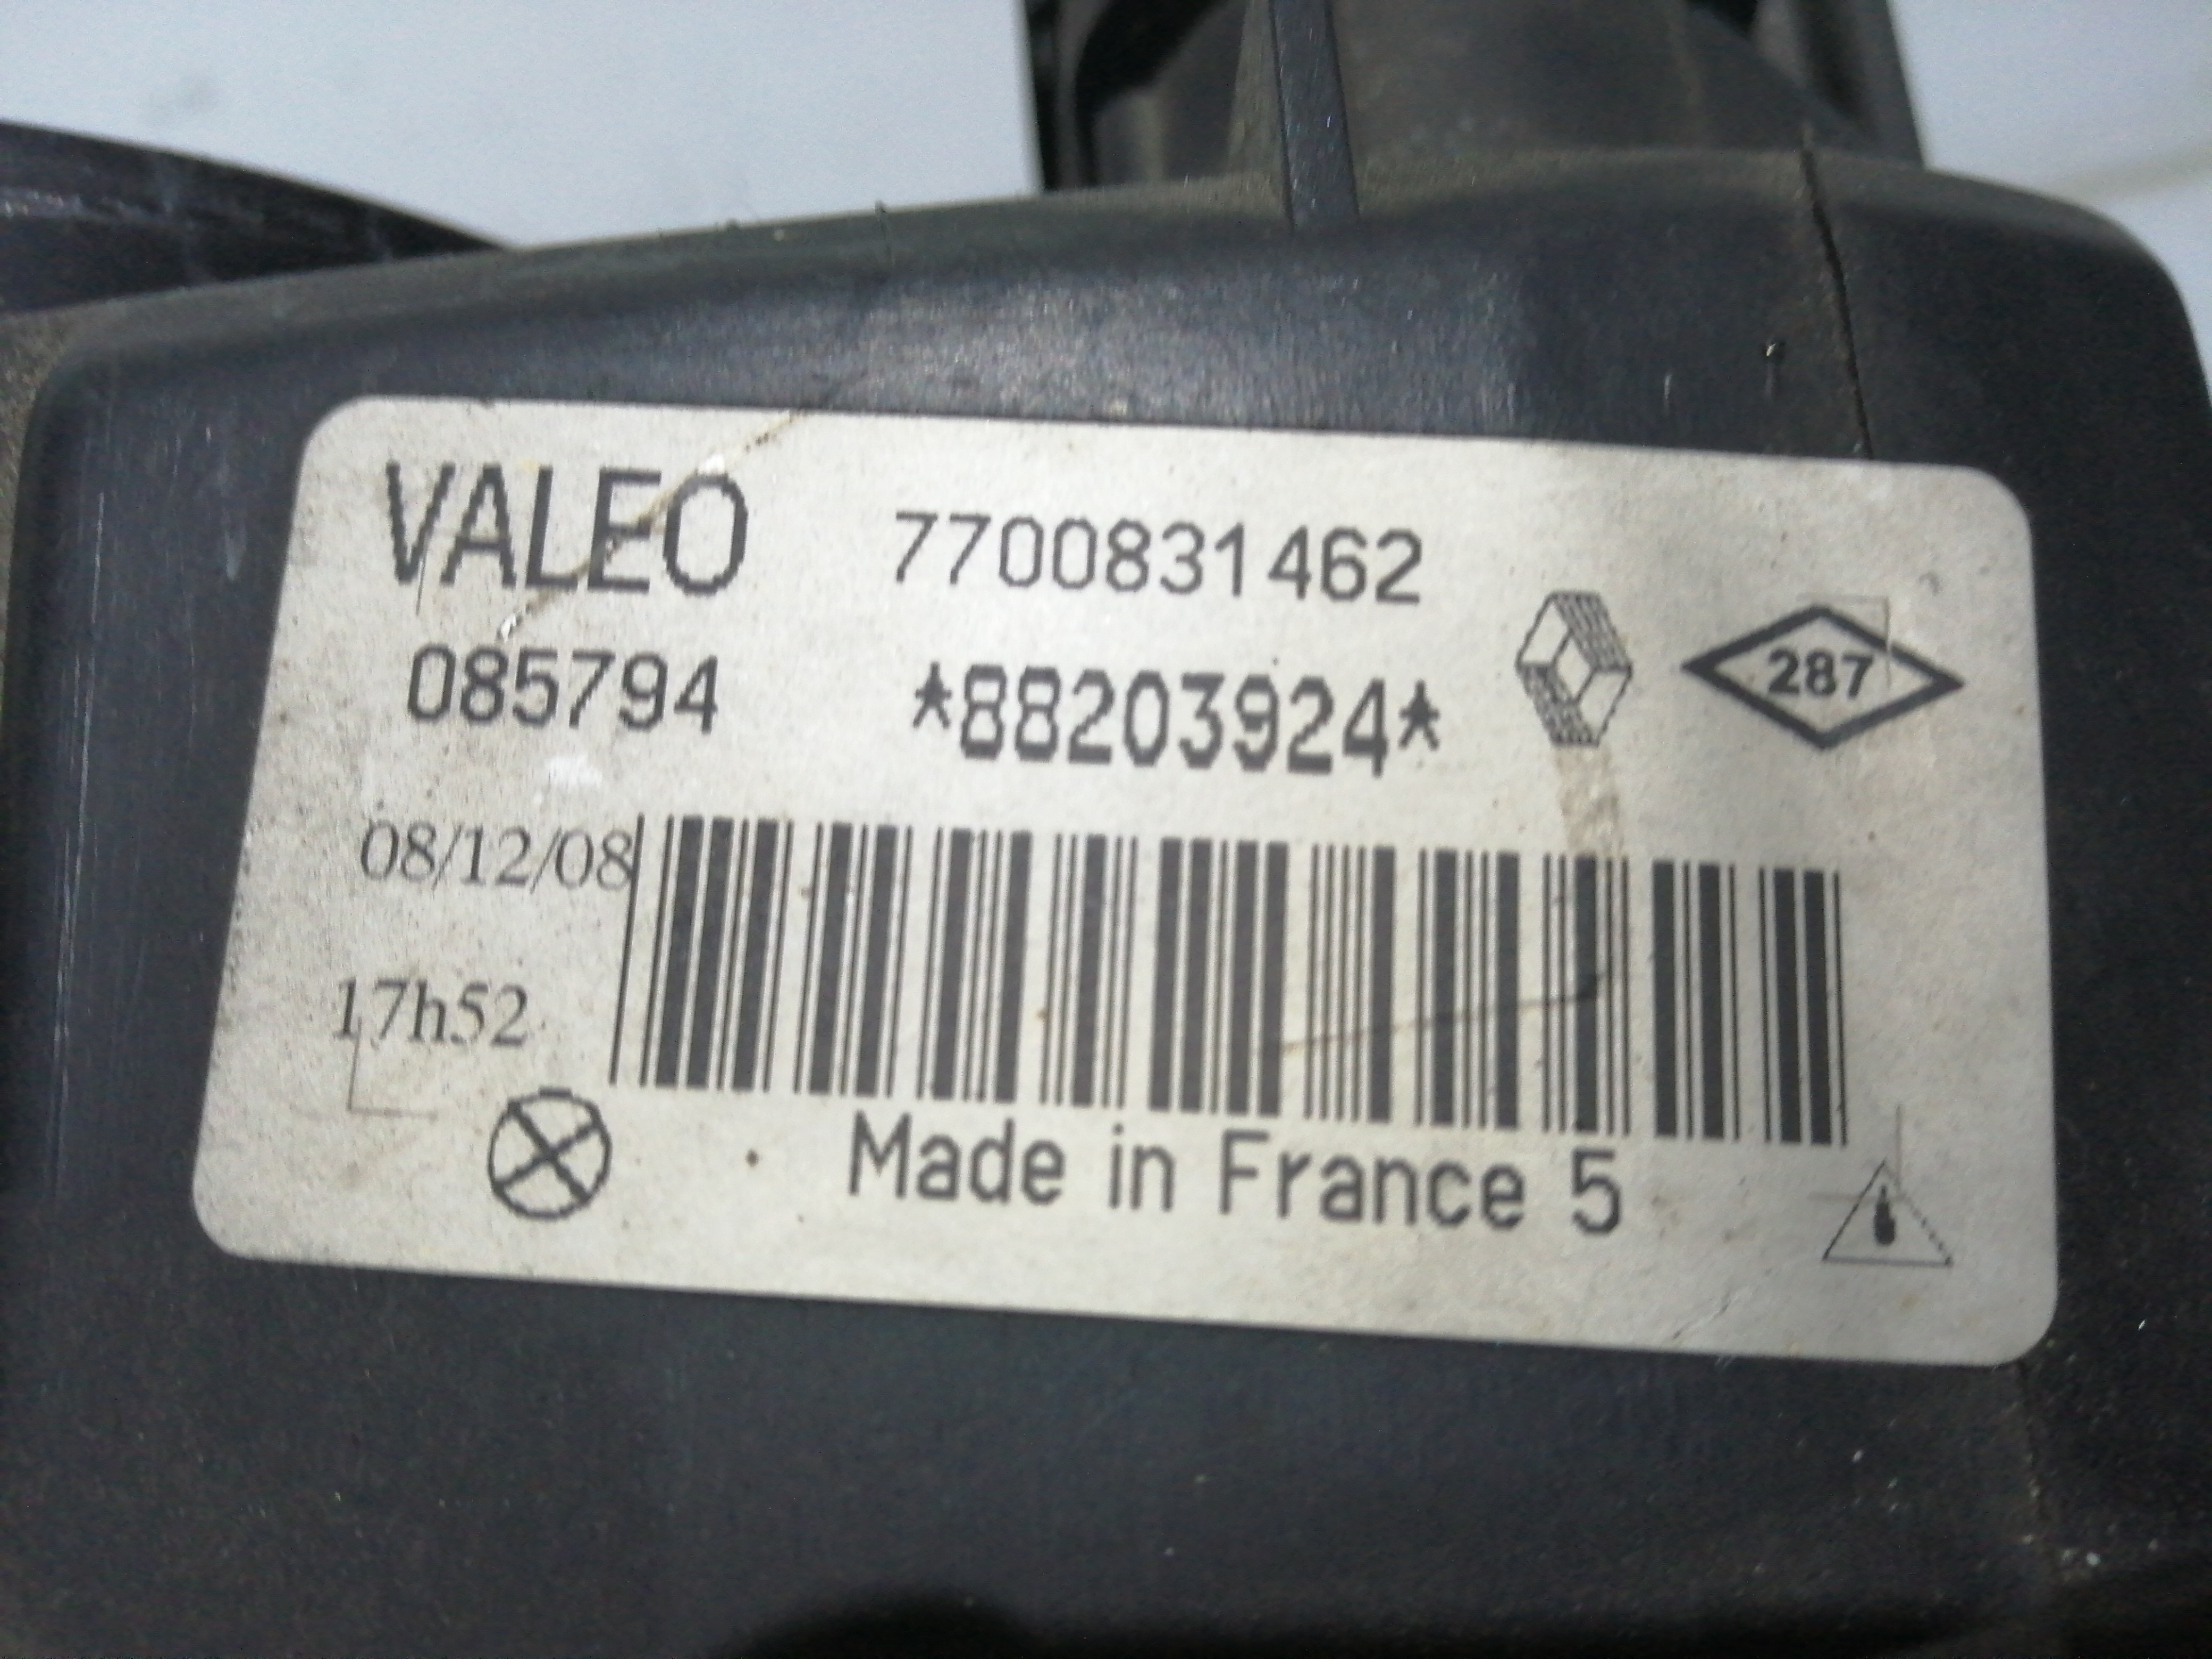 VALEO 7700831462
085794 *88203924*
287
08/12/08
17h52
Made in France 5